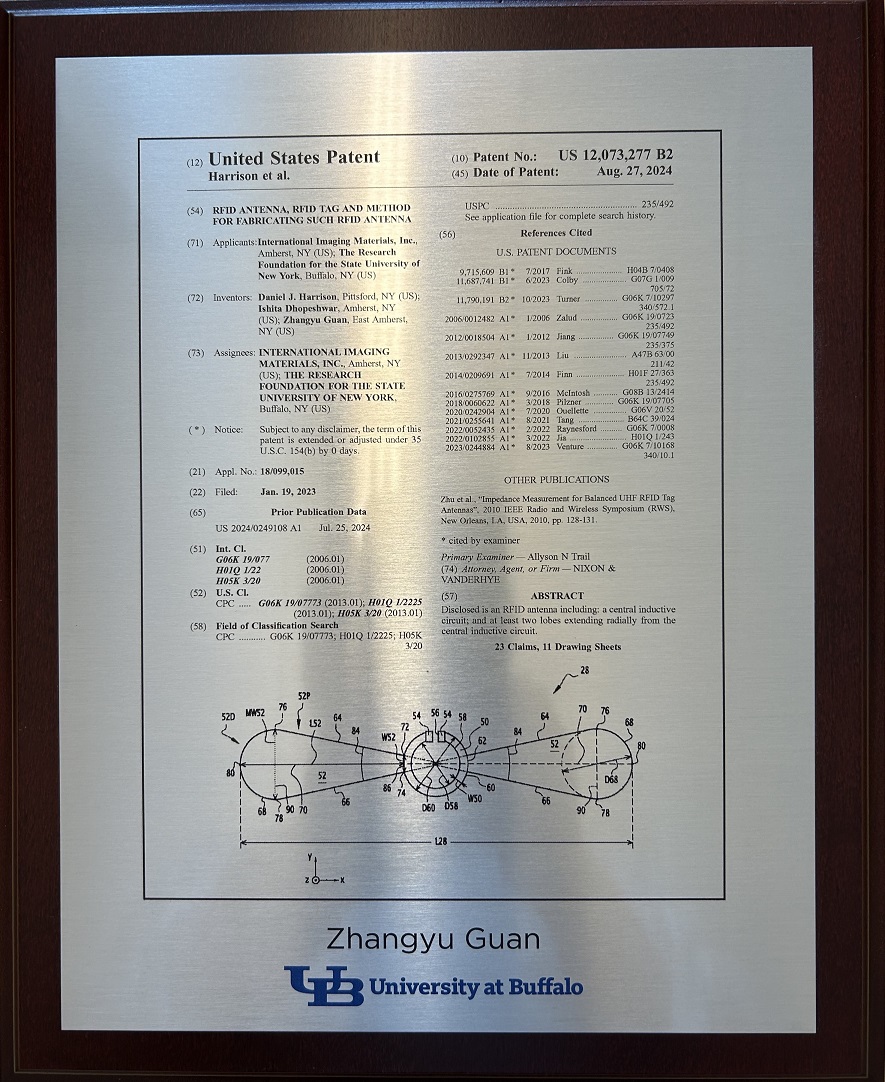 (12) United States Patent
Harrison et al.
(10) Patent No.: US 12,073,277 B2
(45) Date of Patent: Aug. 27, 2024
(54) RFID ANTENNA, RFID TAG AND METHOD
FOR FABRICATING SUCH RFID ANTENNA
(71) Applicants: International Imaging Materials, Inc.,
Amherst, NY (US); The Research
Foundation for the State University of
New York, Buffalo, NY (US)
(72) Inventors: Daniel J. Harrison, Pittsford, NY (US);
Ishita Dhopeshwar, Amherst, NY
(US); Zhangyu Guan, East Amherst,
NY (US)
(73) Assignees: INTERNATIONAL IMAGING
MATERIALS, INC., Amherst, NY
(US); THE RESEARCH
FOUNDATION FOR THE STATE
UNIVERSITY OF NEW YORK,
Buffalo, NY (US)
( * ) Notice: Subject to any disclaimer, the term of this
patent is extended or adjusted under 35
U.S.C. 154(b) by 0 days.
(21) Appl. No.: 18/099,015
(22) Filed: Jan. 19, 2023
(65) Prior Publication Data
US 2024/0249108 A1 Jul. 25, 2024
(51) Int. Cl.
G06K 19/077 (2006.01)
H01Q 1/22 (2006.01)
H05K 3/20 (2006.01)
(52) U.S. Cl.
CPC ..... G06K 19/07773 (2013.01); H01Q 1/2225
(2013.01); H05K 3/20 (2013.01)
(58) Field of Classification Search
CPC ........... G06K 19/07773; H01Q 1/2225; H05K
3/20
USPC ........................................................ 235/492
See application file for complete search history.
(56) References Cited
U.S. PATENT DOCUMENTS
9,715,609 B1 * 7/2017 Fink ................ H04B 7/0408
11,687,741 B1 * 6/2023 Colby ............... G07G 1/009
705/72
11,790,191 B2 * 10/2023 Turner ........... G06K 7/10297
340/572.1
2006/0012482 A1 * 1/2006 Zalud ............. G06K 19/0723
235/492
2012/0018504 A1 * 1/2012 Jiang ............ G06K 19/07749
235/375
2013/0292347 A1 * 11/2013 Liu ................. A47B 63/00
211/42
2014/0209691 A1 * 7/2014 Finn ................ H01F 27/363
235/492
2016/0275769 A1 * 9/2016 McIntosh ......... G08B 13/2414
2018/0060622 A1 * 3/2018 Pilzner .......... G06K 19/07705
2020/0242904 A1 * 7/2020 Ouellette .......... G06V 20/52
2021/0255641 A1 * 8/2021 Tang ................ B64C 39/024
2022/0052435 A1 * 2/2022 Raynesford ....... G06K 7/0008
2022/0102855 A1 * 3/2022 Jia .................. H01Q 1/243
2023/0244884 A1 * 8/2023 Venture .......... G06K 7/10168
340/10.1
OTHER PUBLICATIONS
Zhu et al., "Impedance Measurement for Balanced UHF RFID Tag
Antennas", 2010 IEEE Radio and Wireless Symposium (RWS),
New Orleans, LA, USA, 2010, pp. 128-131.
* cited by examiner
Primary Examiner — Allyson N Trail
(74) Attorney, Agent, or Firm — NIXON &
VANDERHYE
(57) ABSTRACT
Disclosed is an RFID antenna including: a central inductive
circuit; and at least two lobes extending radially from the
central inductive circuit.
23 Claims, 11 Drawing Sheets
28
52D MW52 76 52P L52 64 84 W52 72 54 56 54 58 50 62 84 64 52 70 76 68 80
80 52 86 74 60 D68
68 78 90 70 66 D60 D58 W50 66 90 78
L28
Y
Z X
Zhangyu Guan
UB University at Buffalo